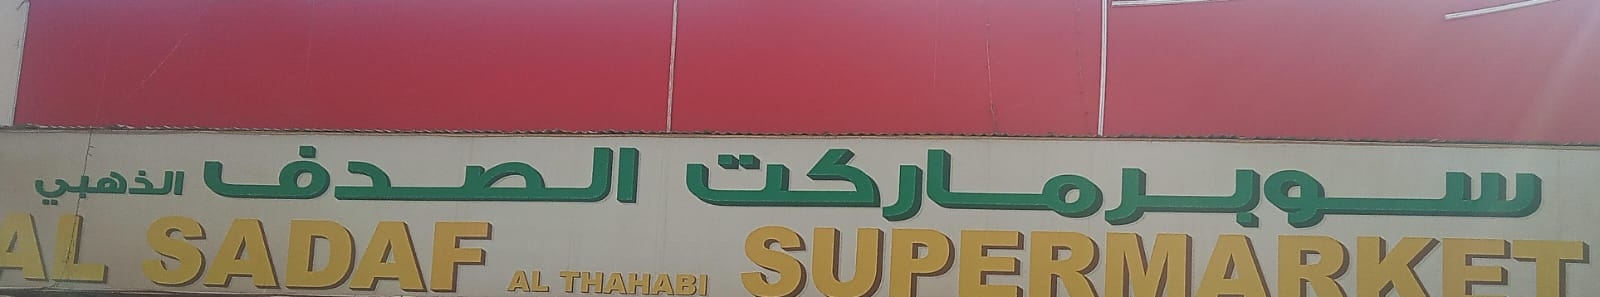 سوبرماركت الصدف الذهبي
AL SADAF AL THAHABI SUPERMARKET